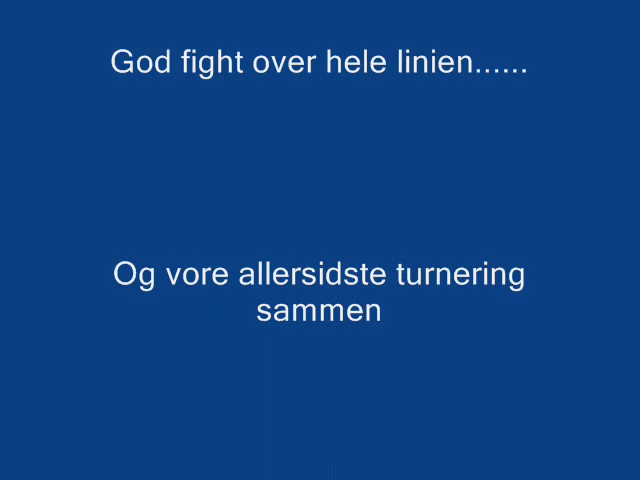 God fight over hele linien......
Og vore allersidste turnering
sammen